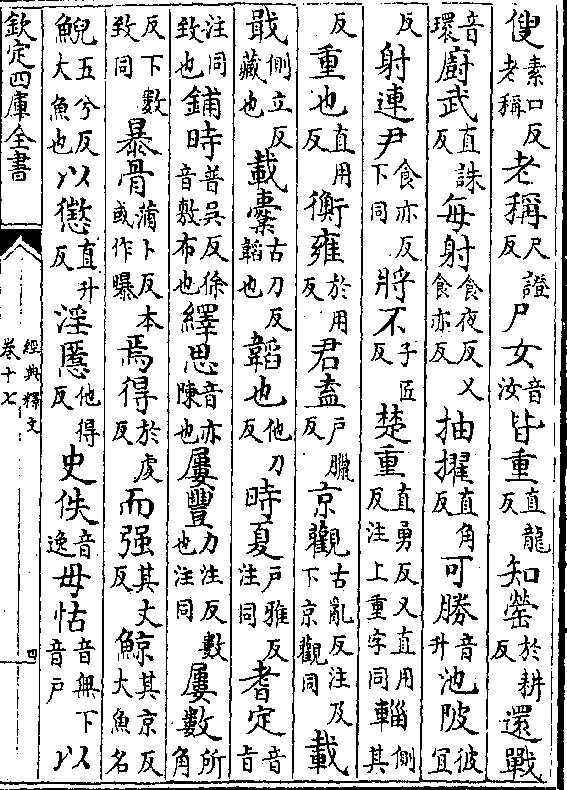 傁素口反老稱老稱尺證反尸女音汝皆重直龍反知罃於耕反還戰
音環廚武直誅反每射食夜反又食亦反抽擢直角反可勝音升池陂彼宜
反射連尹食亦反下同將不子匠反楚重直勇反又直用反注上重字同輜側其
反重也直用反衡雍於用反君盍戸臘反京觀古亂反注及下京觀同載
戢側立反藏也載櫜古刀反韜也韜也他刀反時夏戸雅反注同耆定音旨
注同致也鋪時普吳反徐音敷布也繹思音亦陳也屢豐力注反數也注同屢數所角
反下數致同暴骨蒲卜反本或作曝焉得於虔反而强其丈反鯨其京反大魚名
鯢五兮反大魚也以懲直升反淫慝他得反史佚音逸毋怙音無下音戸以
欽定四庫全書
經典釋文
卷十七
四